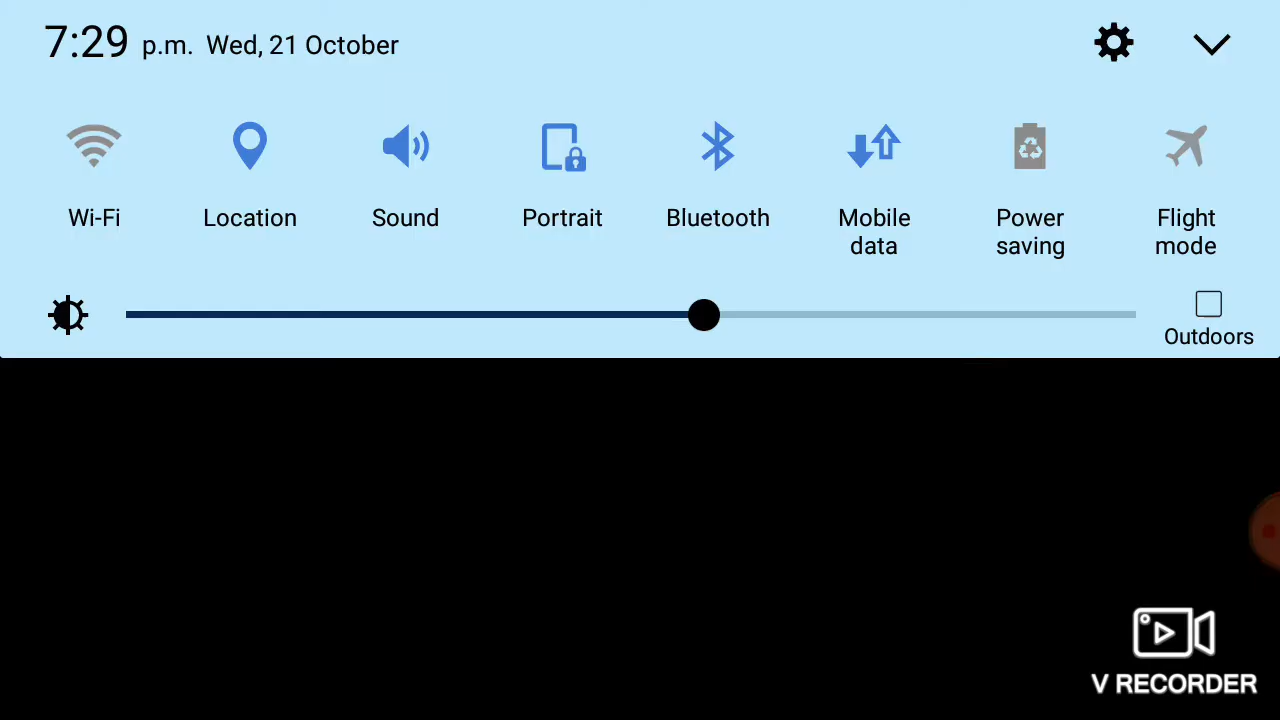 7:29 p.m. Wed, 21 October
Wi-Fi Location Sound Portrait Bluetooth Mobile data Power saving Flight mode
Outdoors
V RECORDER